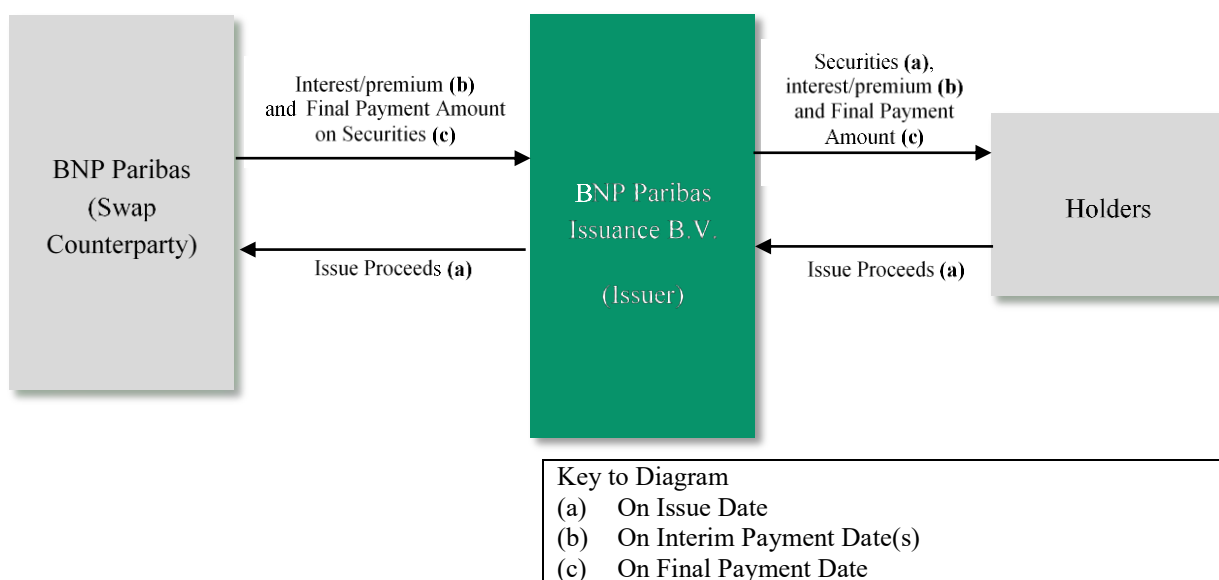 BNP Paribas
(Swap
Counterparty)
Interest/premium (b)
and Final Payment Amount
on Securities (c)
Issue Proceeds (a)
BNP Paribas
Issuance B.V.
(Issuer)
Securities (a),
interest/premium (b)
and Final Payment
Amount (c)
Issue Proceeds (a)
Holders
Key to Diagram
(a) On Issue Date
(b) On Interim Payment Date(s)
(c) On Final Payment Date